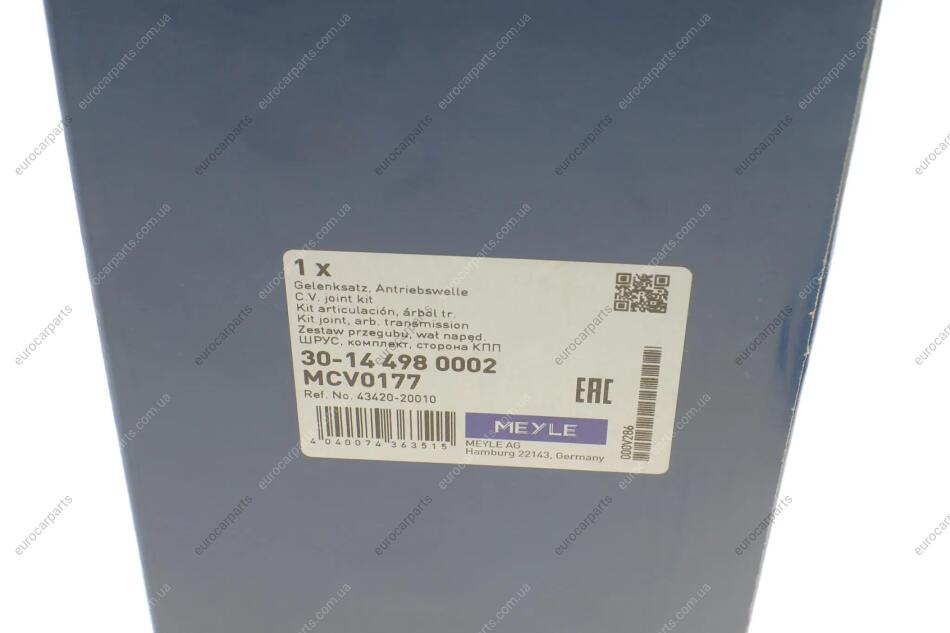 1 x
Gelenksatz, Antriebswelle
C.V. joint kit
Kit articulación, árbol tr.
Kit joint, arb. transmission
Zestaw przegubu, wał napęd.
ШРУС, комплект, сторона КПП
30-14 498 0002
MCV0177
Ref. No. 43420-20010
EAC
4 040074 363515
MEYLE
MEYLE AG
Hamburg 22143, Germany
000V286
eurocarparts.com.ua
eurocarparts